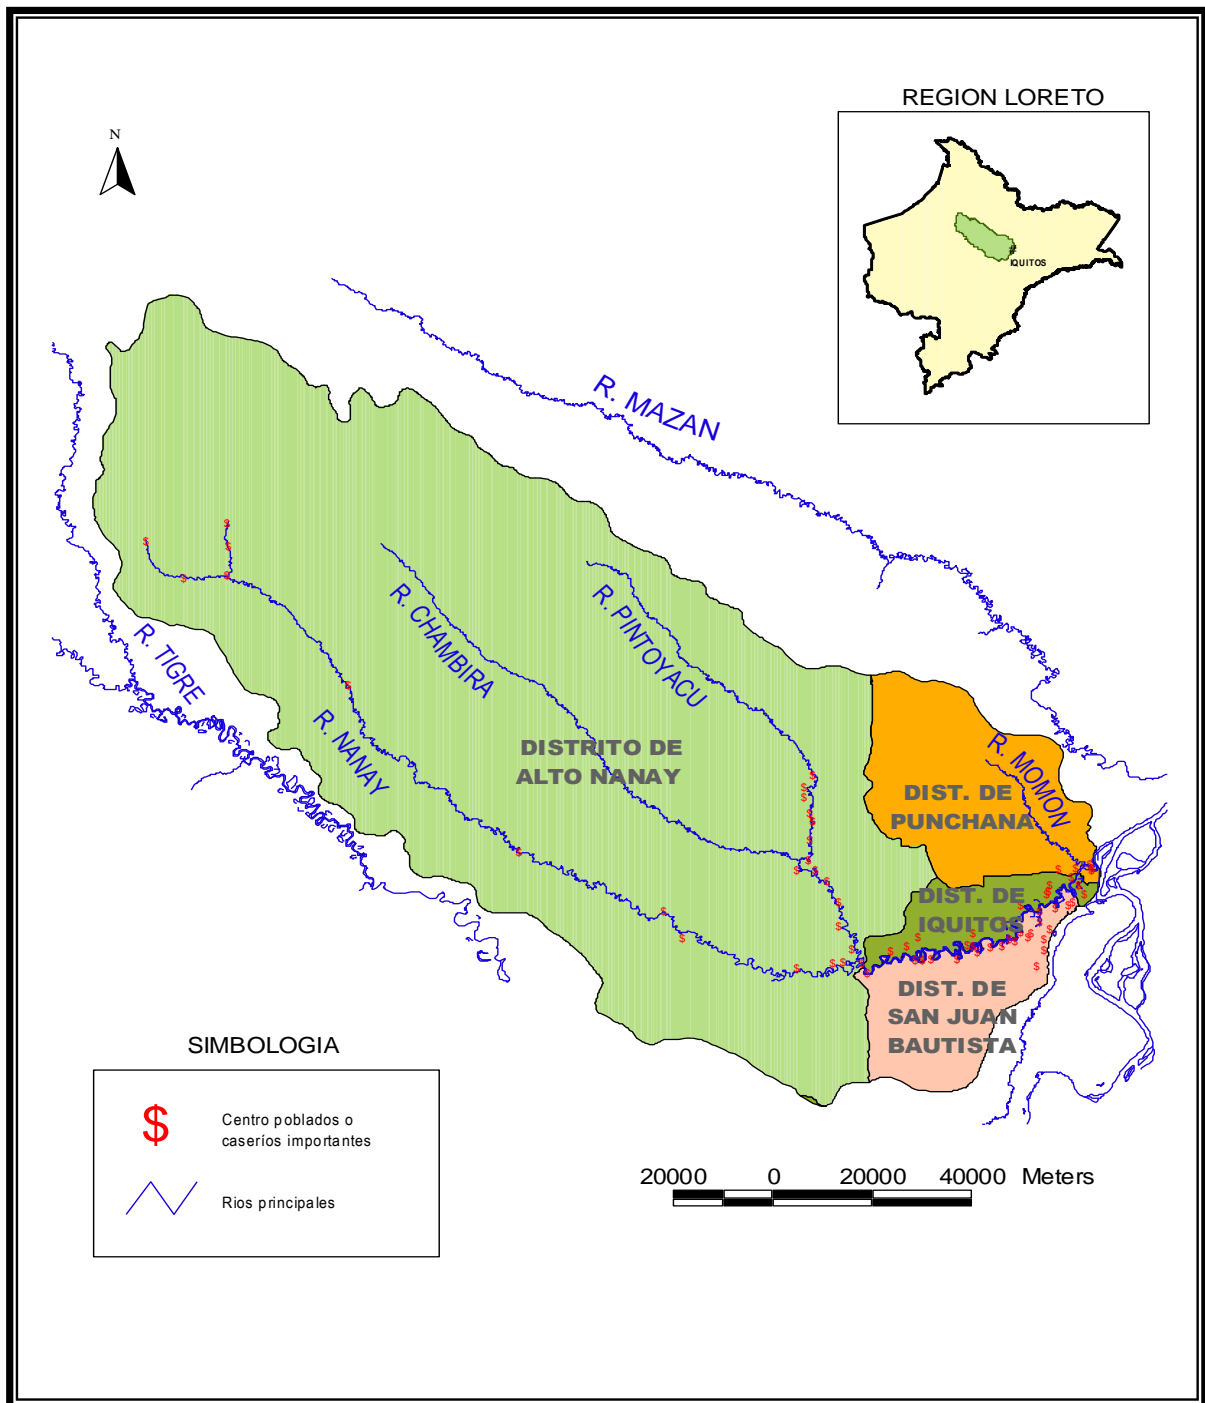 REGION LORETO
N
IQUITOS
R. MAZAN
R. TIGRE
R. NANAY
R. CHAMBIRA
R. PINTOYACU
R. MOMON
DISTRITO DE
ALTO NANAY
DIST. DE
PUNCHANA
DIST. DE
IQUITOS
DIST. DE
SAN JUAN
BAUTISTA
SIMBOLOGIA
$
Centro poblados o
caseríos importantes
Rios principales
20000 0 20000 40000 Meters